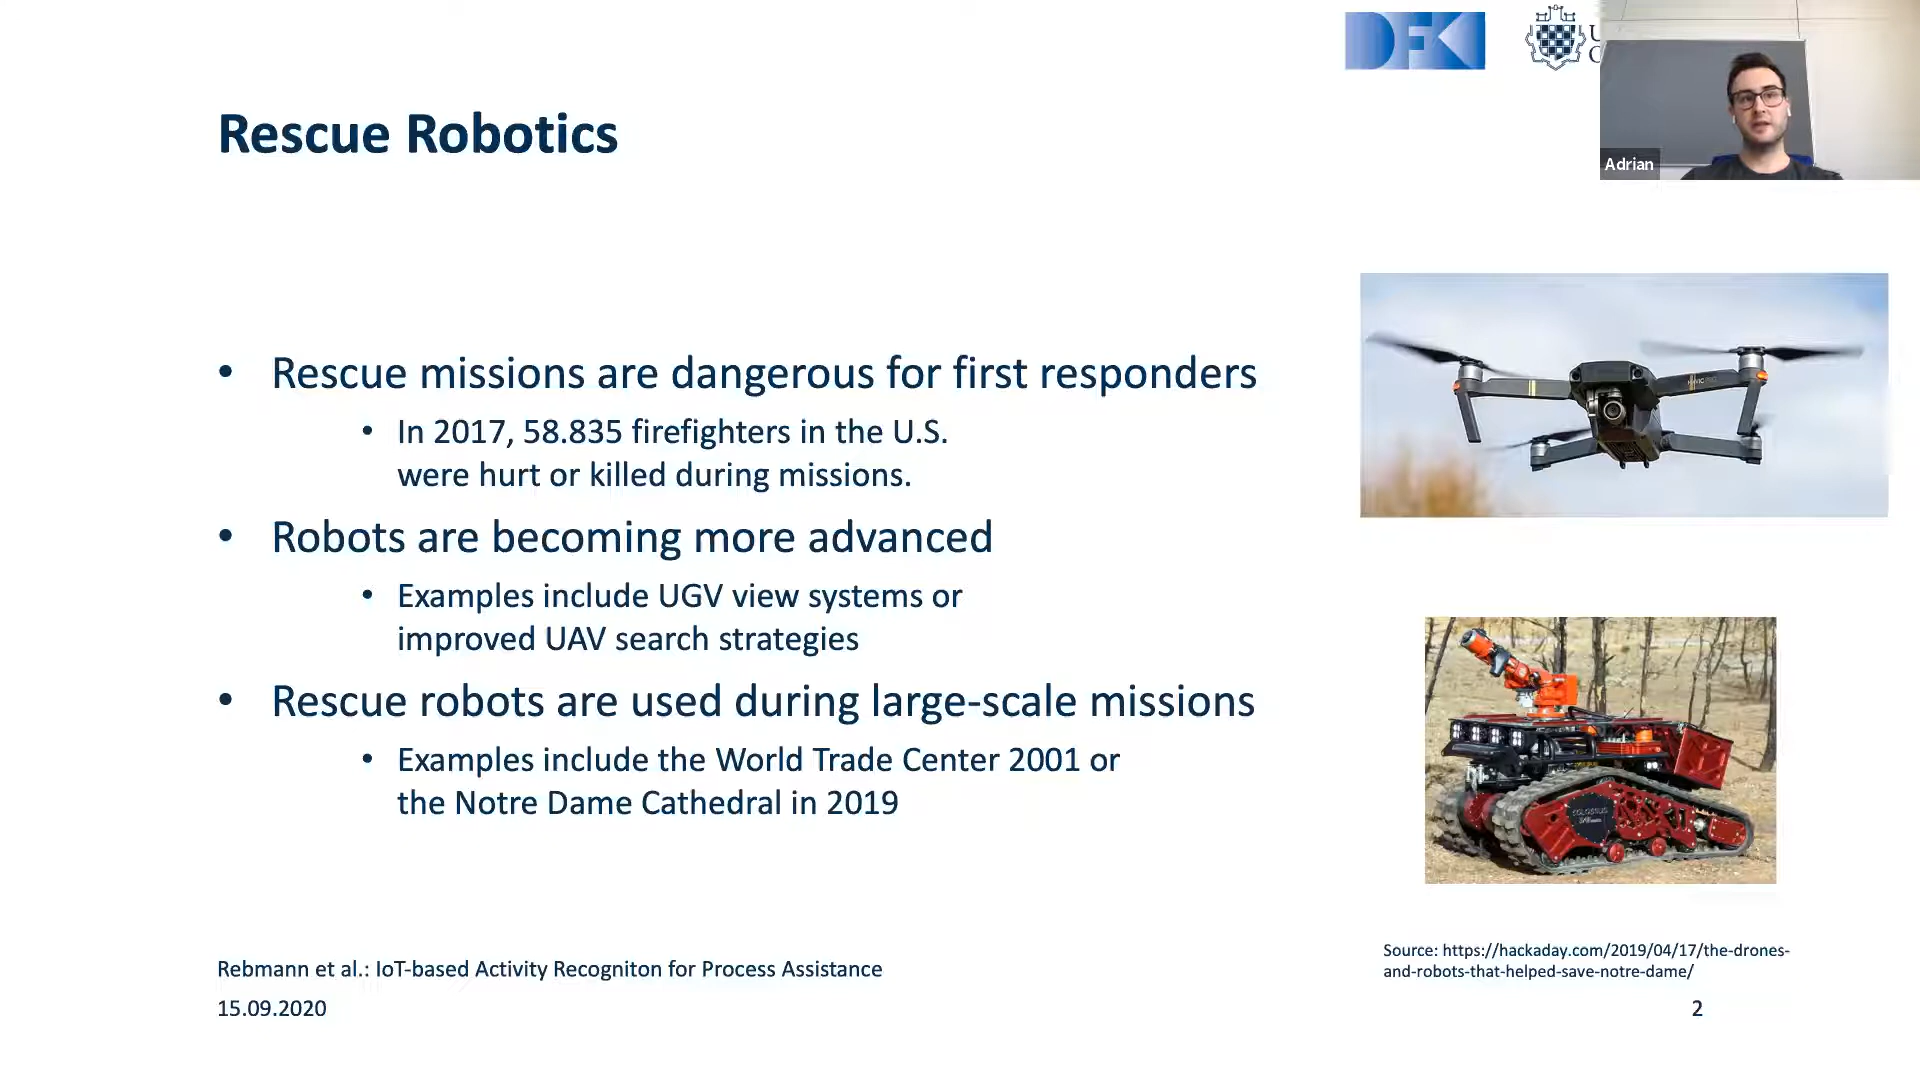 DFKI
U
Adrian
Rescue Robotics
• Rescue missions are dangerous for first responders
• In 2017, 58.835 firefighters in the U.S.
were hurt or killed during missions.
• Robots are becoming more advanced
• Examples include UGV view systems or
improved UAV search strategies
• Rescue robots are used during large-scale missions
• Examples include the World Trade Center 2001 or
the Notre Dame Cathedral in 2019
COLOSSUS
Source: https://hackaday.com/2019/04/17/the-drones-
and-robots-that-helped-save-notre-dame/
Rebmann et al.: IoT-based Activity Recogniton for Process Assistance
15.09.2020
2